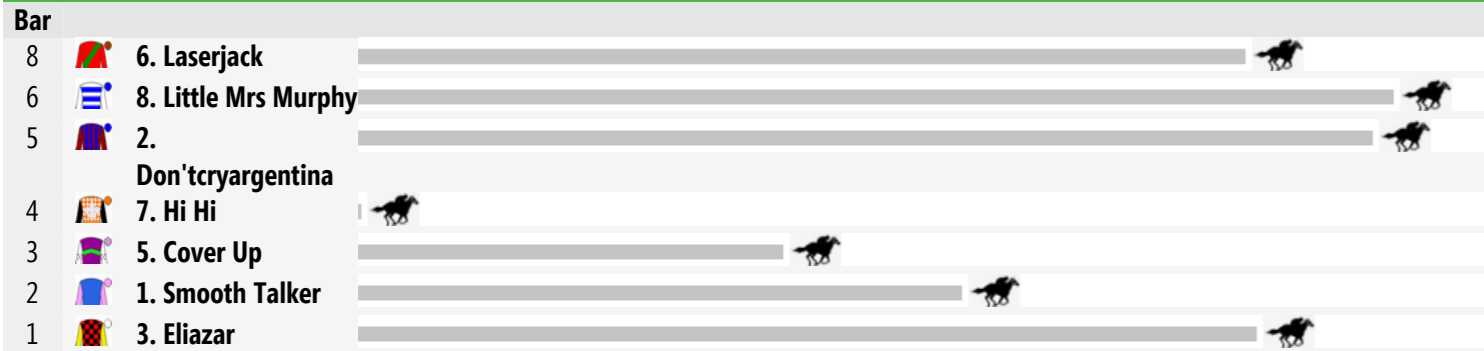 Bar
8 6. Laserjack
6 8. Little Mrs Murphy
5 2.
Don'tcryargentina
4 7. Hi Hi
3 5. Cover Up
2 1. Smooth Talker
1 3. Eliazar